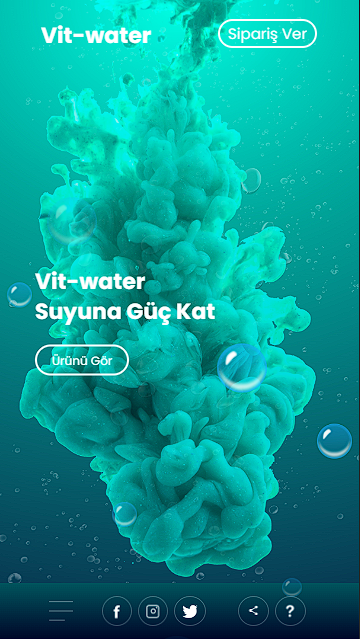 Vit-water
Sipariş Ver
Vit-water
Suyuna Güç Kat
Ürünü Gör
f
?